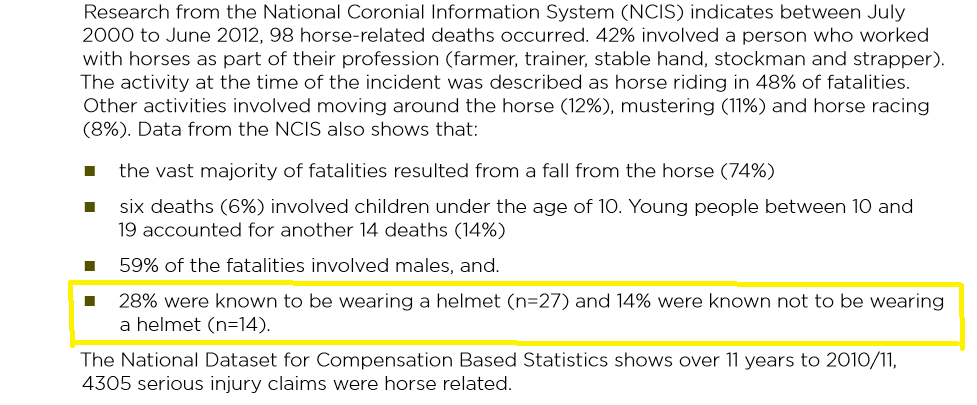 Research from the National Coronial Information System (NCIS) indicates between July
2000 to June 2012, 98 horse-related deaths occurred. 42% involved a person who worked
with horses as part of their profession (farmer, trainer, stable hand, stockman and strapper).
The activity at the time of the incident was described as horse riding in 48% of fatalities.
Other activities involved moving around the horse (12%), mustering (11%) and horse racing
(8%). Data from the NCIS also shows that:
■ the vast majority of fatalities resulted from a fall from the horse (74%)
■ six deaths (6%) involved children under the age of 10. Young people between 10 and
19 accounted for another 14 deaths (14%)
■ 59% of the fatalities involved males, and.
■ 28% were known to be wearing a helmet (n=27) and 14% were known not to be wearing
a helmet (n=14).
The National Dataset for Compensation Based Statistics shows over 11 years to 2010/11,
4305 serious injury claims were horse related.